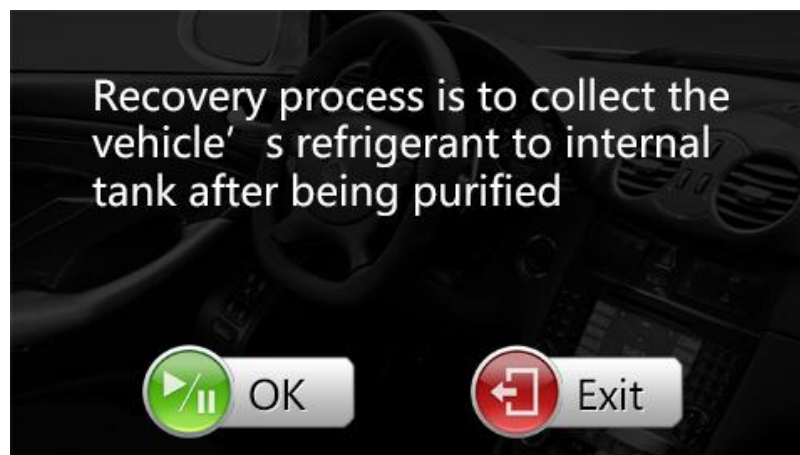 Recovery process is to collect the
vehicle’ s refrigerant to internal
tank after being purified
OK
Exit